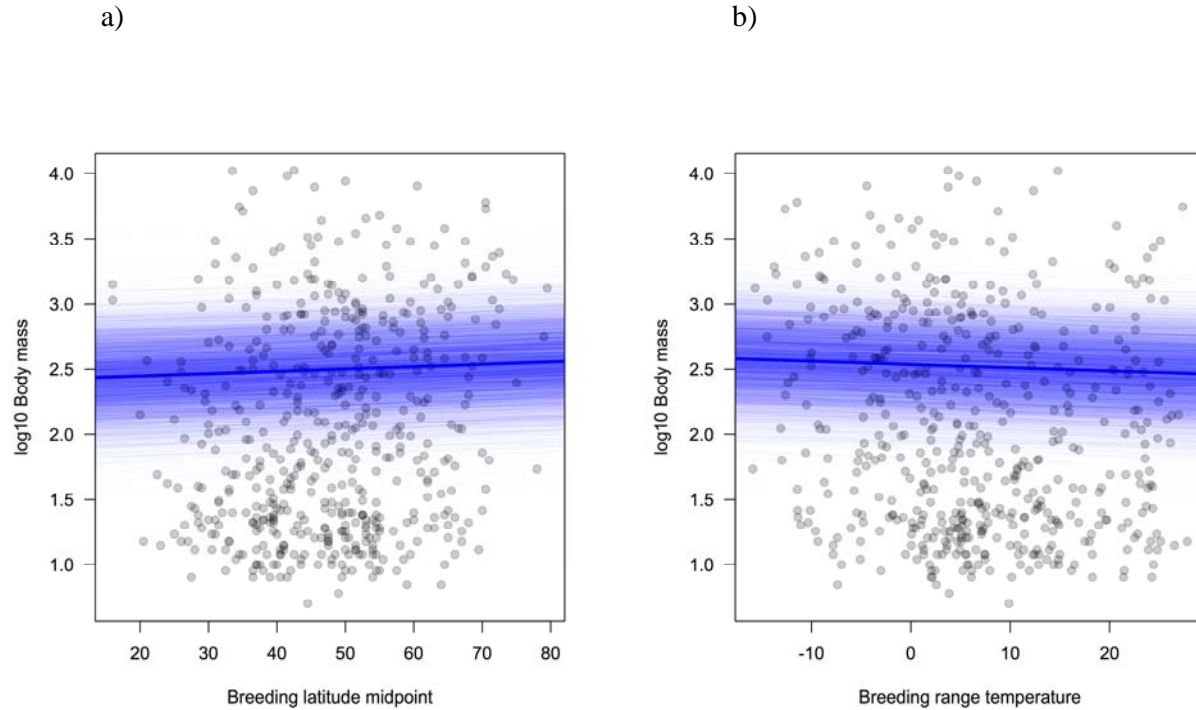 a)
b)
4.0
3.5
3.0
2.5
2.0
1.5
1.0
log10 Body mass
20 30 40 50 60 70 80
Breeding latitude midpoint
4.0
3.5
3.0
2.5
2.0
1.5
1.0
log10 Body mass
-10 0 10 20
Breeding range temperature